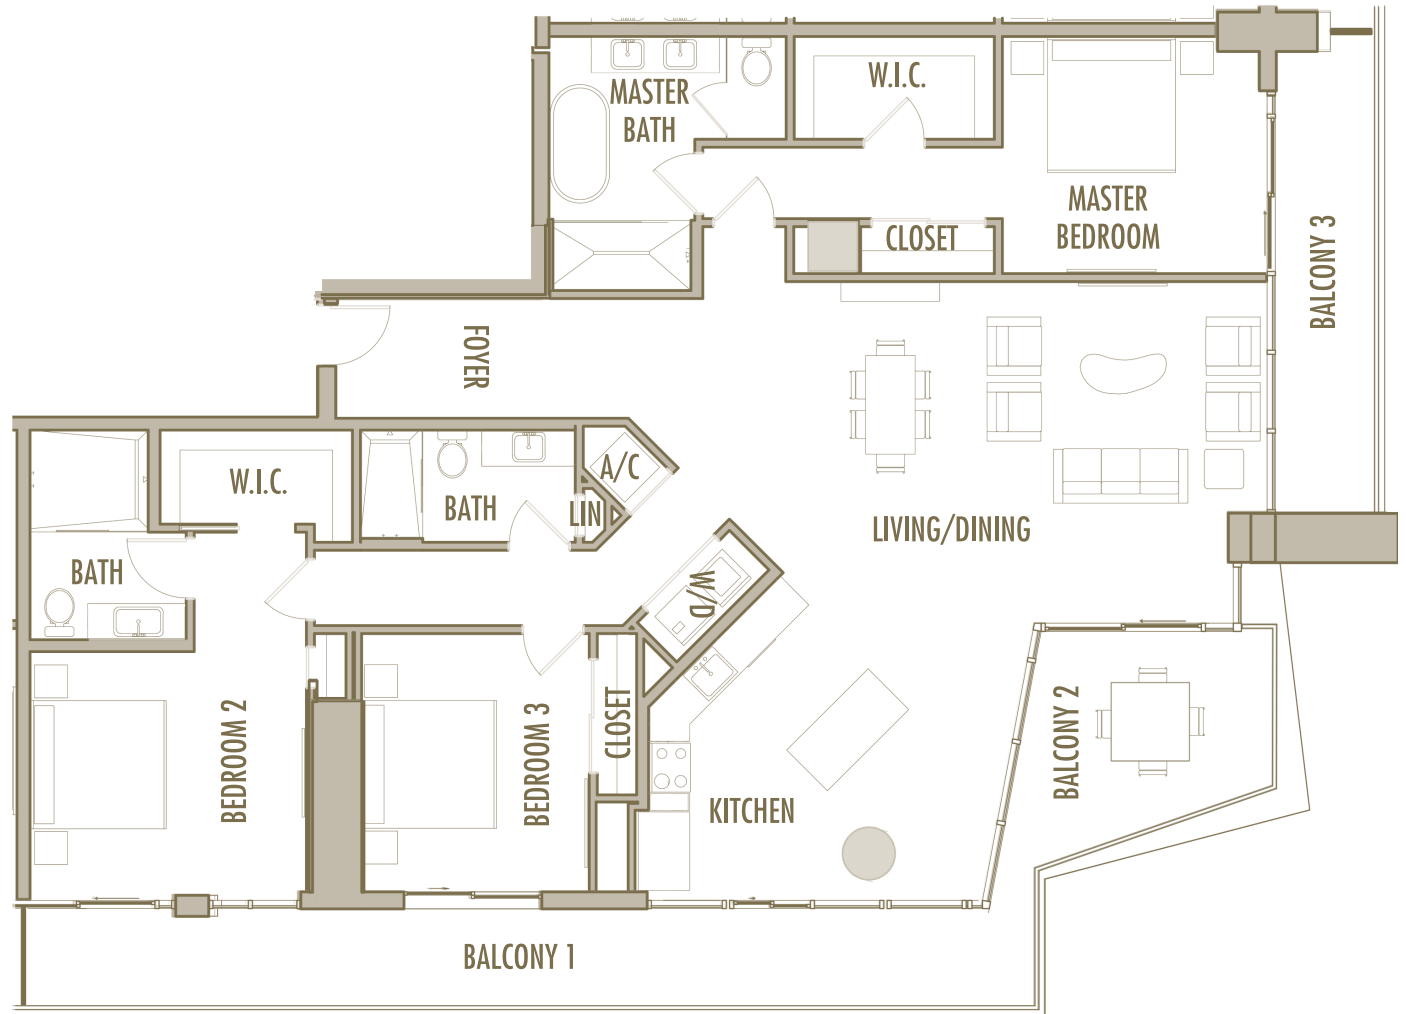 MASTER
BATH
W.I.C.
MASTER
BEDROOM
CLOSET
BALCONY 3
FOYER
W.I.C.
BATH
A/C
LIN
LIVING/DINING
BATH
W/D
BEDROOM 2
BEDROOM 3
CLOSET
KITCHEN
BALCONY 2
BALCONY 1